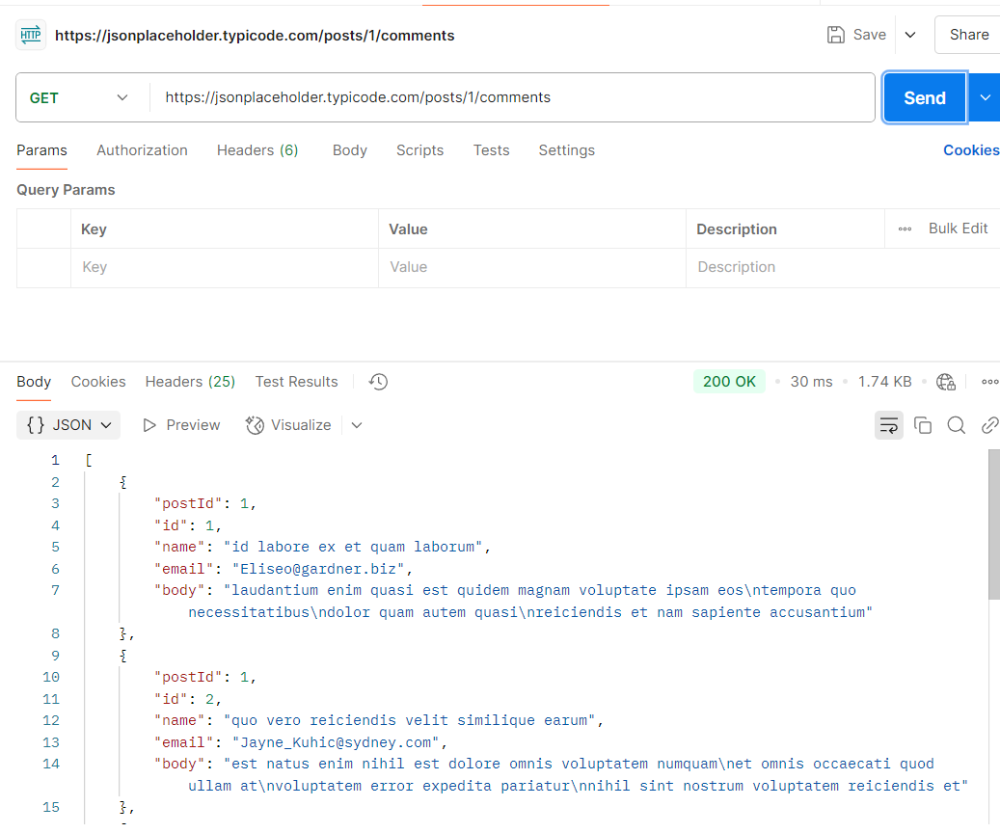 HTTP https://jsonplaceholder.typicode.com/posts/1/comments Save Share
GET https://jsonplaceholder.typicode.com/posts/1/comments Send
Params Authorization Headers (6) Body Scripts Tests Settings Cookies
Query Params
Key Value Description Bulk Edit
Key Value Description
Body Cookies Headers (25) Test Results 200 OK 30 ms 1.74 KB
{} JSON Preview Visualize
1 [
2 {
3 "postId": 1,
4 "id": 1,
5 "name": "id labore ex et quam laborum",
6 "email": "Eliseo@gardner.biz",
7 "body": "laudantium enim quasi est quidem magnam voluptate ipsam eos\ntempora quo
necessitatibus\ndolor quam autem quasi\nreiciendis et nam sapiente accusantium"
8 },
9 {
10 "postId": 1,
11 "id": 2,
12 "name": "quo vero reiciendis velit similique earum",
13 "email": "Jayne_Kuhic@sydney.com",
14 "body": "est natus enim nihil est dolore omnis voluptatem numquam\net omnis occaecati quod
ullam at\nvoluptatem error expedita pariatur\nnihil sint nostrum voluptatem reiciendis et"
15 },